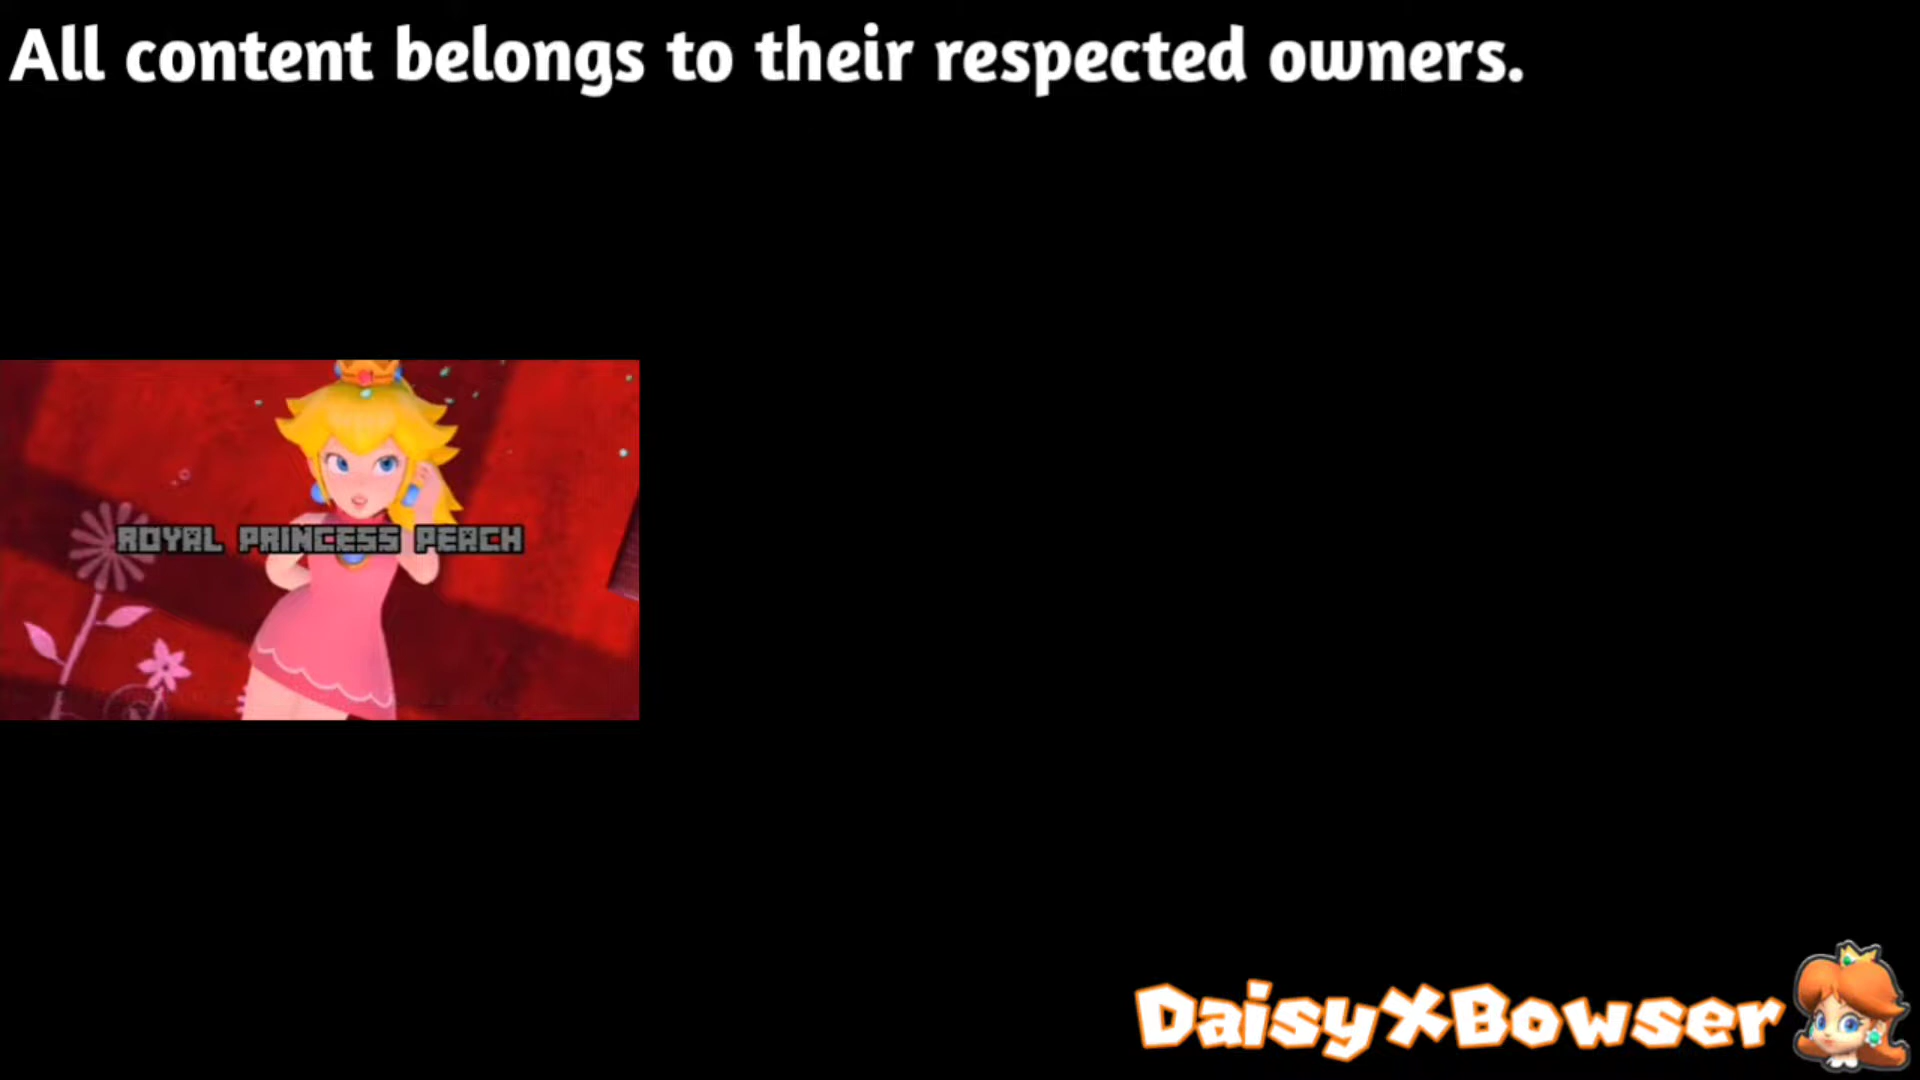 All content belongs to their respected owners.
ROYAL PRINCESS PEACH
DaisyXBowser